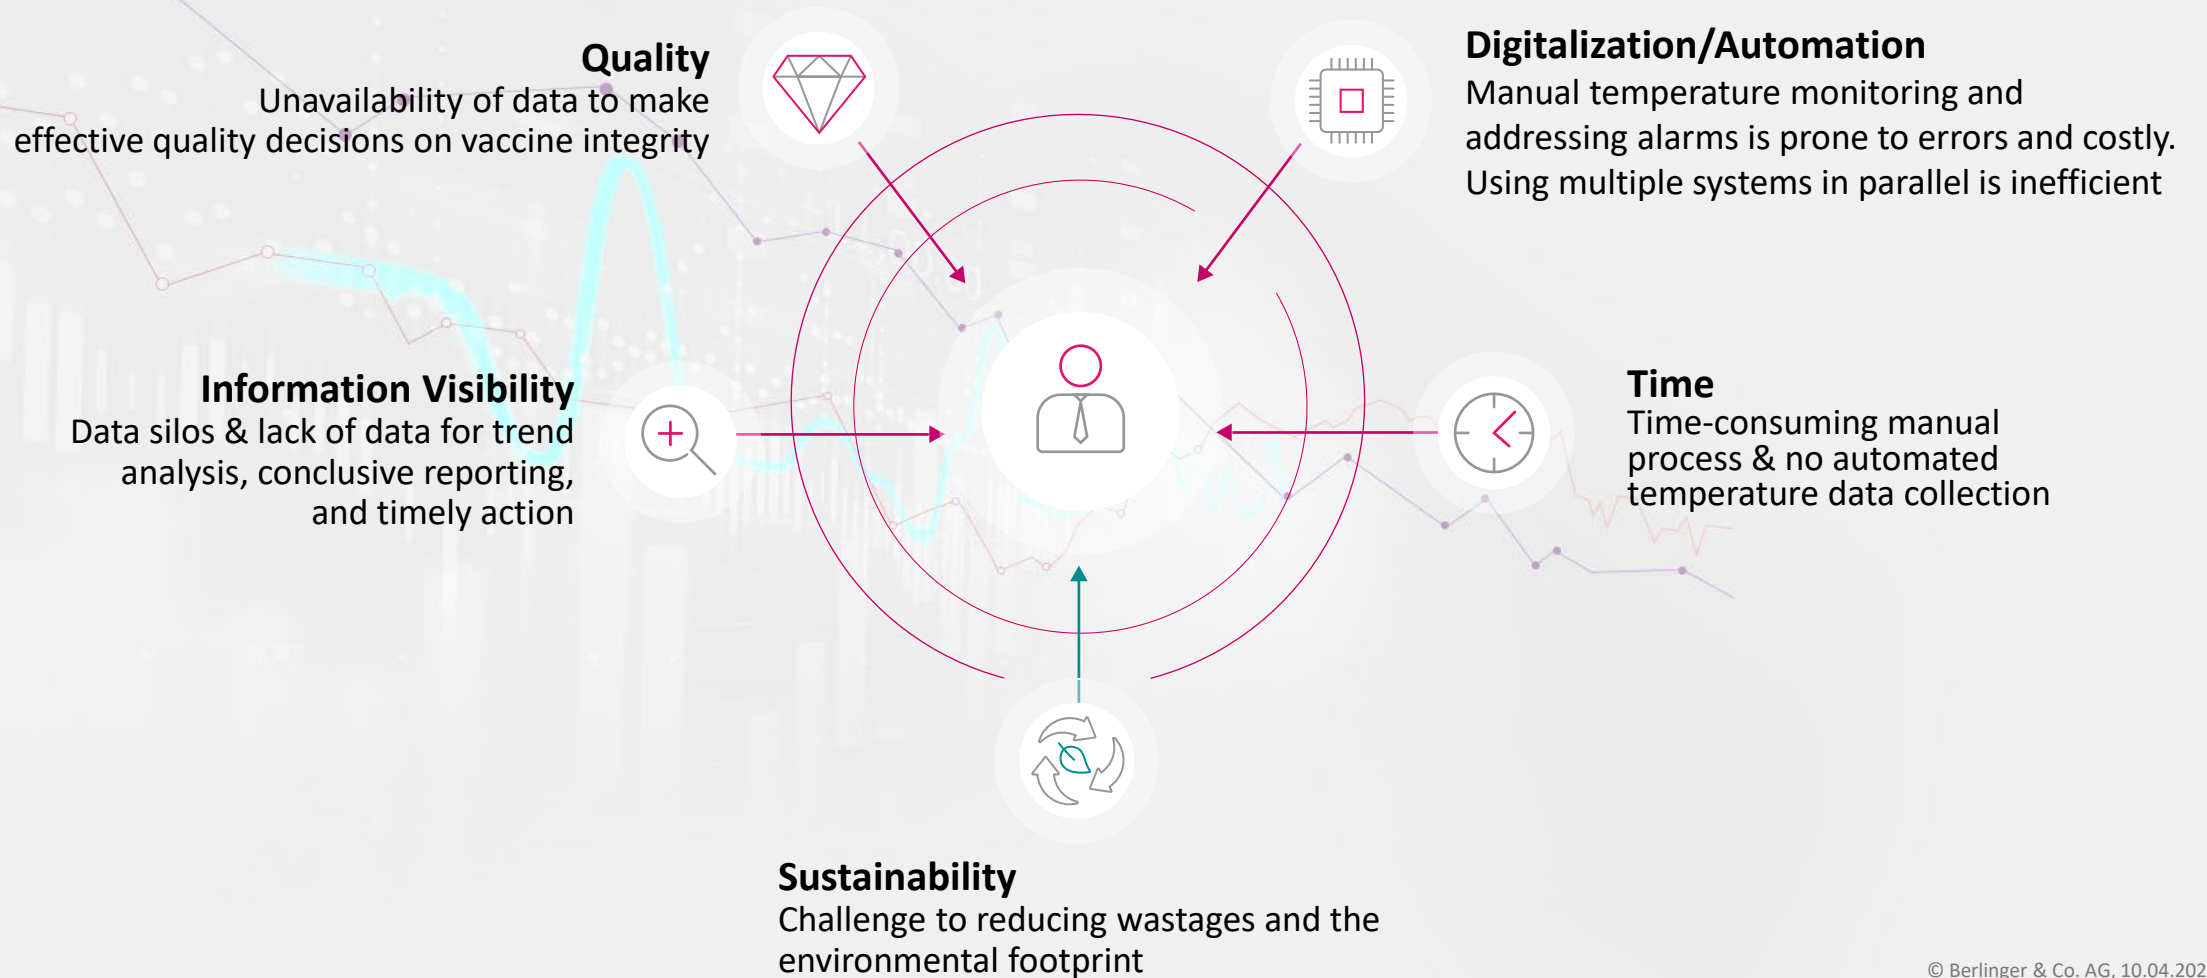 Quality
Unavailability of data to make
effective quality decisions on vaccine integrity
Digitalization/Automation
Manual temperature monitoring and
addressing alarms is prone to errors and costly.
Using multiple systems in parallel is inefficient
Information Visibility
Data silos & lack of data for trend
analysis, conclusive reporting,
and timely action
Time
Time-consuming manual
process & no automated
temperature data collection
Sustainability
Challenge to reducing wastages and the
environmental footprint
© Berlinger & Co. AG, 10.04.202